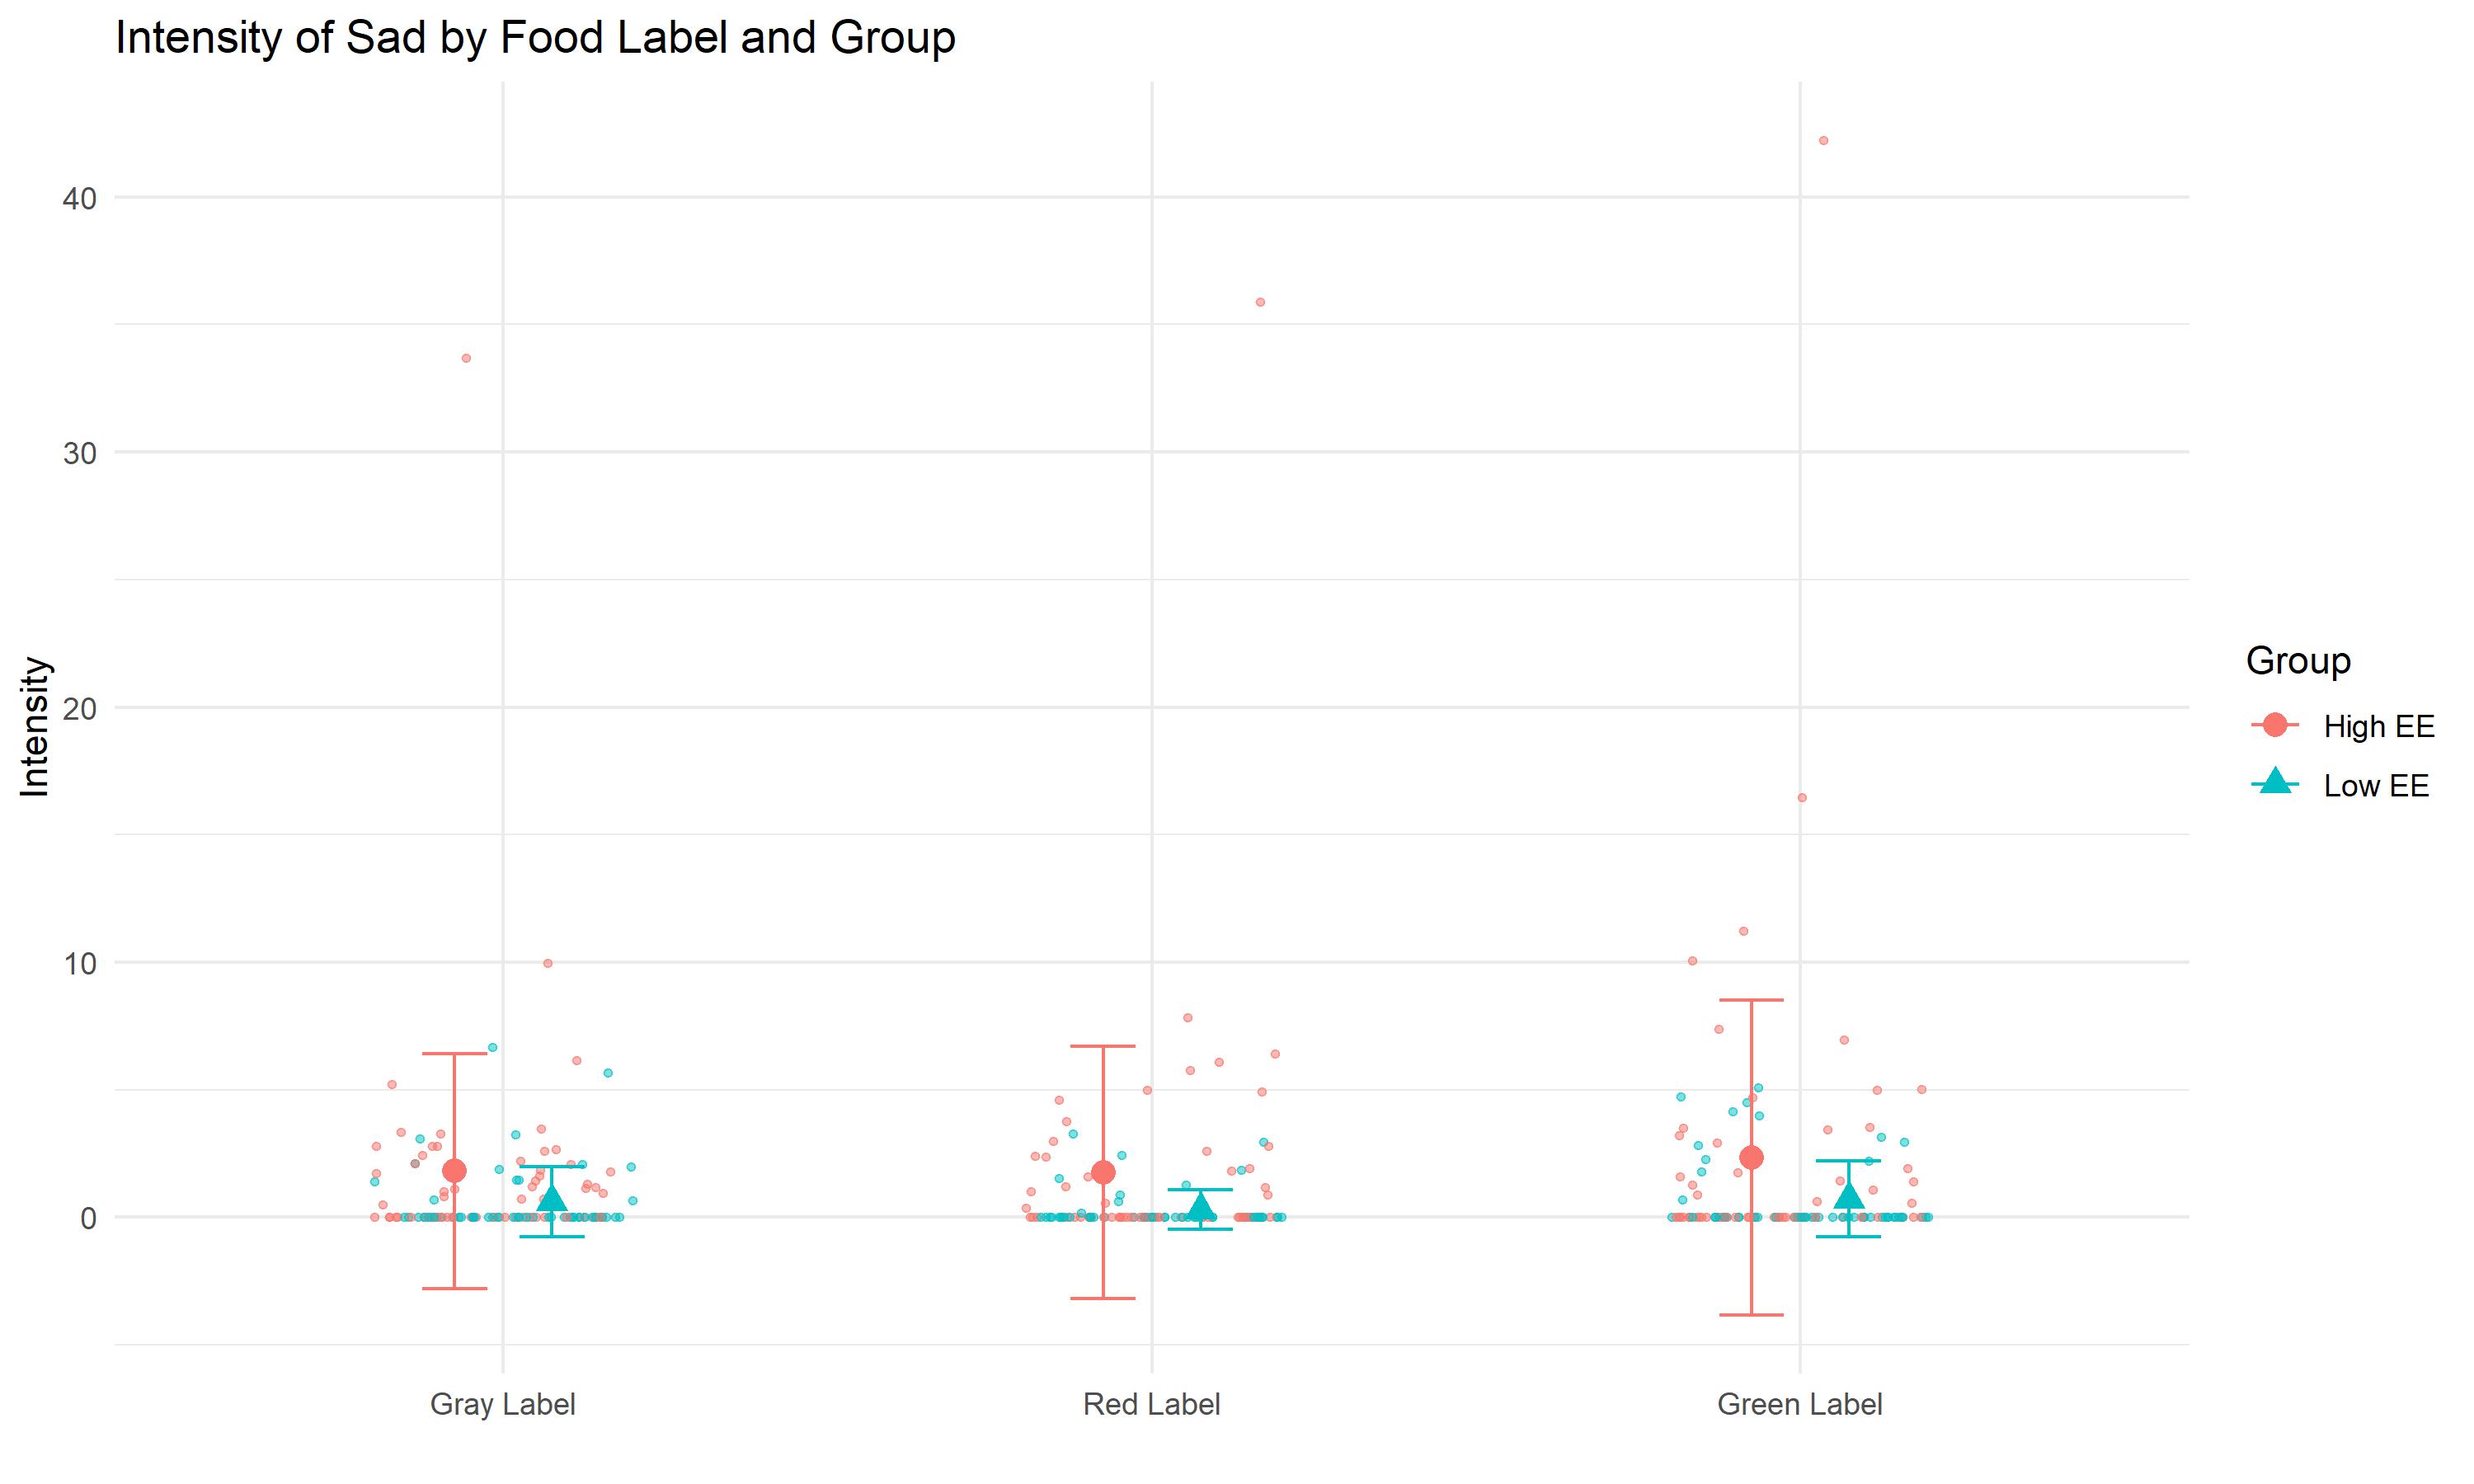 Intensity of Sad by Food Label and Group
Intensity
40
30
20
10
0
Gray Label
Red Label
Green Label
Group
High EE
Low EE